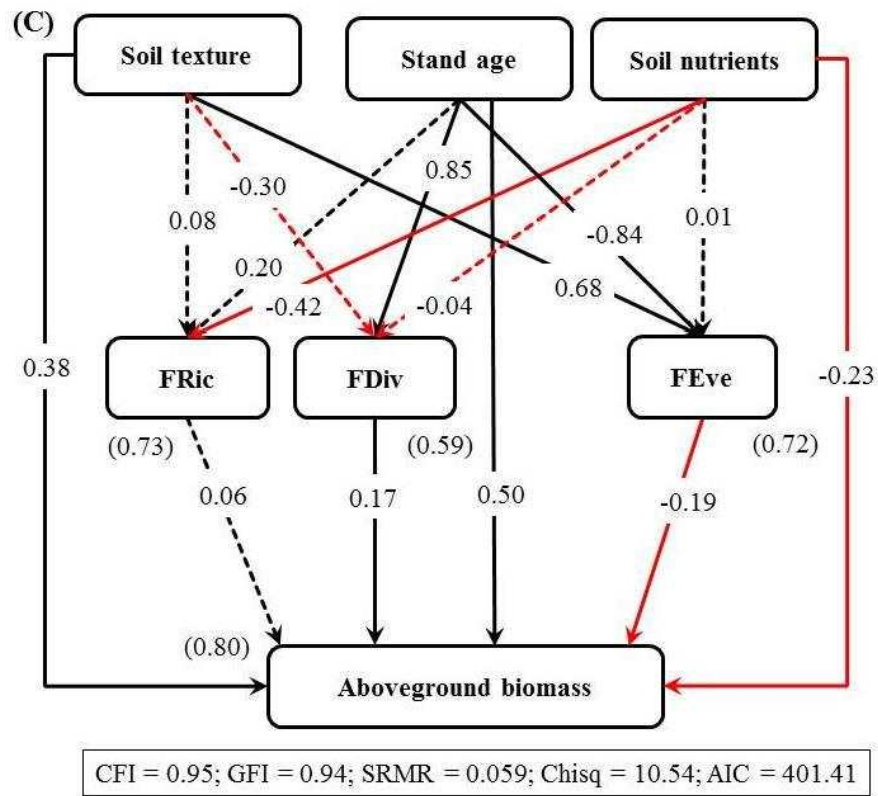 (C)
Soil texture
Stand age
Soil nutrients
-0.30
0.85
0.08
0.01
-0.84
0.20
0.68
-0.42
-0.04
0.38
FRic
FDiv
FEve
-0.23
(0.73)
(0.59)
(0.72)
0.06
0.17
0.50
-0.19
(0.80)
Aboveground biomass
CFI = 0.95; GFI = 0.94; SRMR = 0.059; Chisq = 10.54; AIC = 401.41